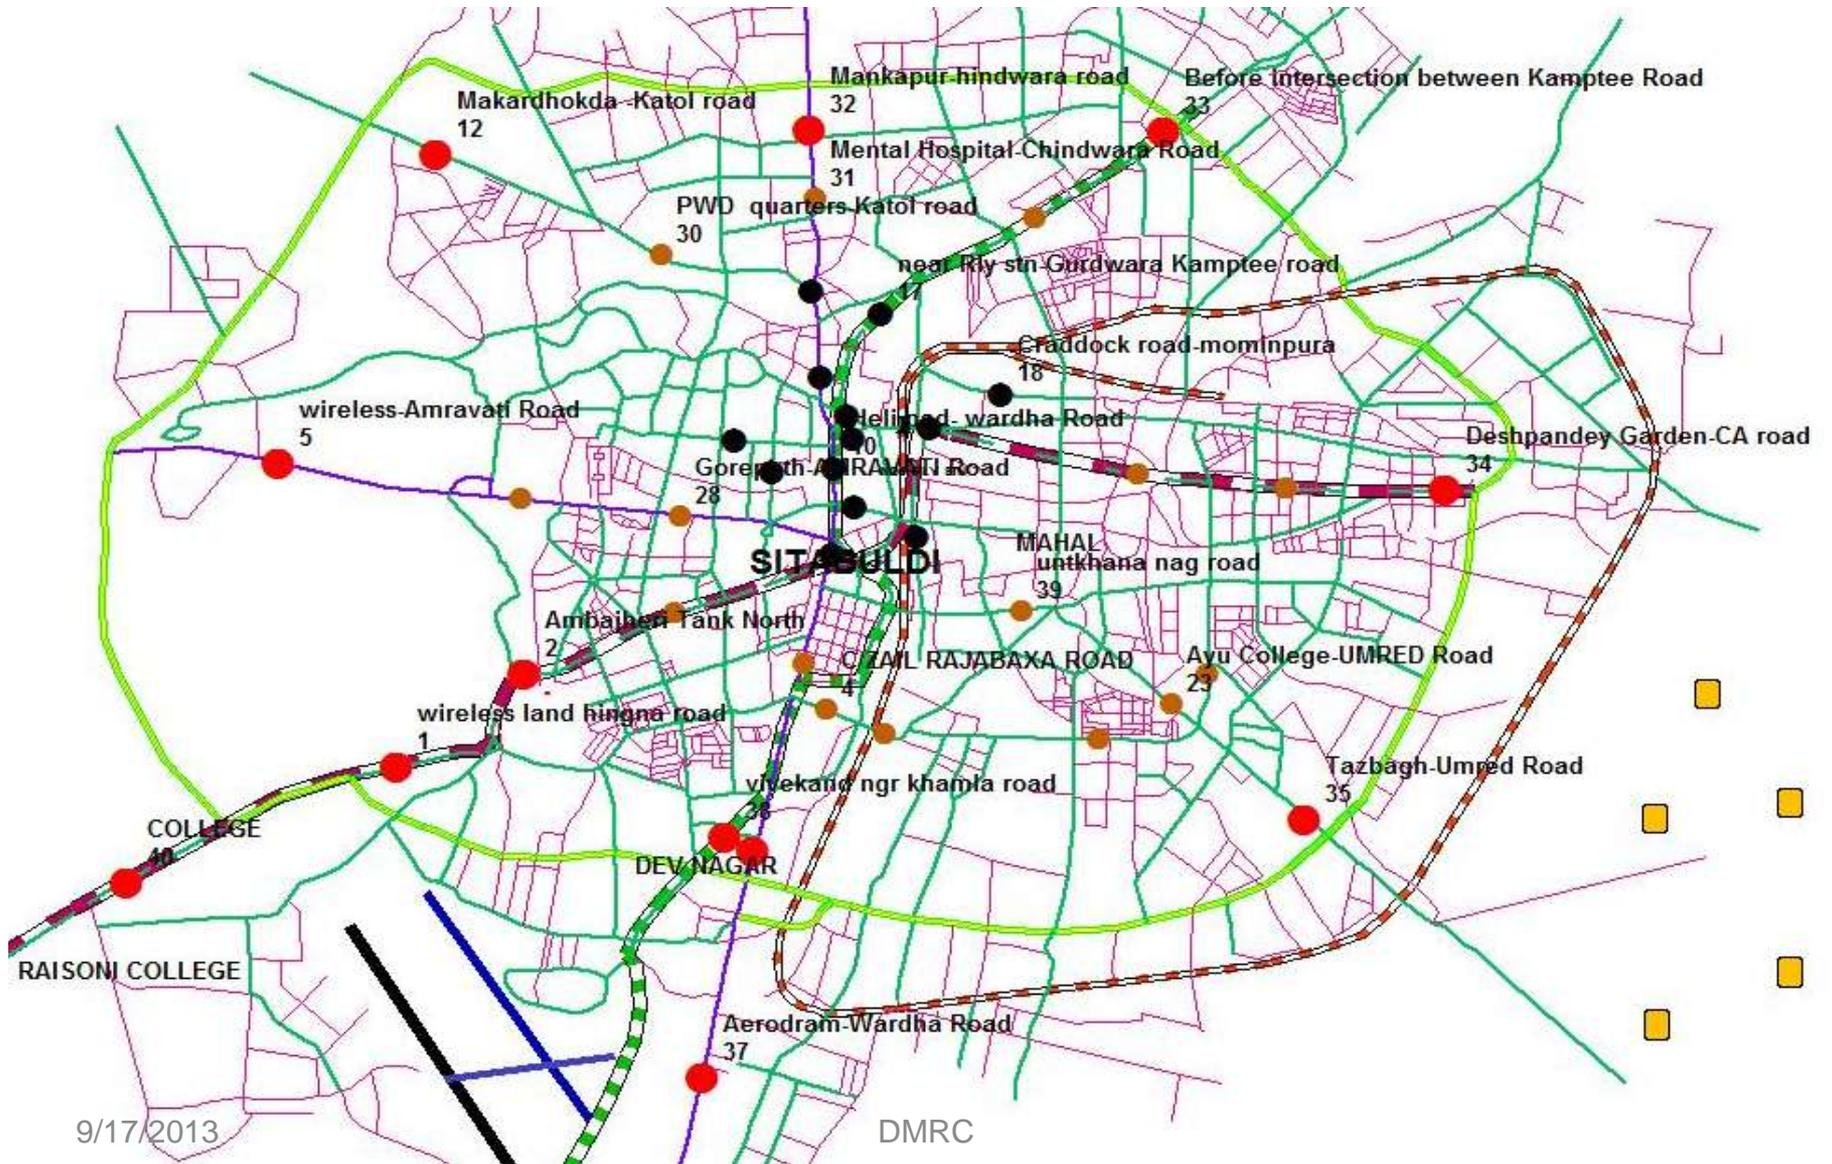 Mankapur-hindwara road
32
Before Intersection between Kamptee Road
33
Makardhokda -Katol road
12
Mental Hospital-Chindwara Road
31
PWD quarters-Katol road
30
near Rly stn-Gurdwara Kamptee road
17
Craddock road-mominpura
18
wireless-Amravati Road
5
wardha Road
Deshpandey Garden-CA road
34
Road
28
SITABULDI
MAHAL
untkhana nag road
39
Ambajheri Tank North
2
C/ZAIL RAJABAXA ROAD
4
Ayu College-UMRED Road
23
wireless land hingna road
1
Tazbagh-Umred Road
35
vivekand ngr khamla road
38
COLLEGE
40
DEV NAGAR
RAISONI COLLEGE
Aerodram-Wardha Road
37
9/17/2013
DMRC